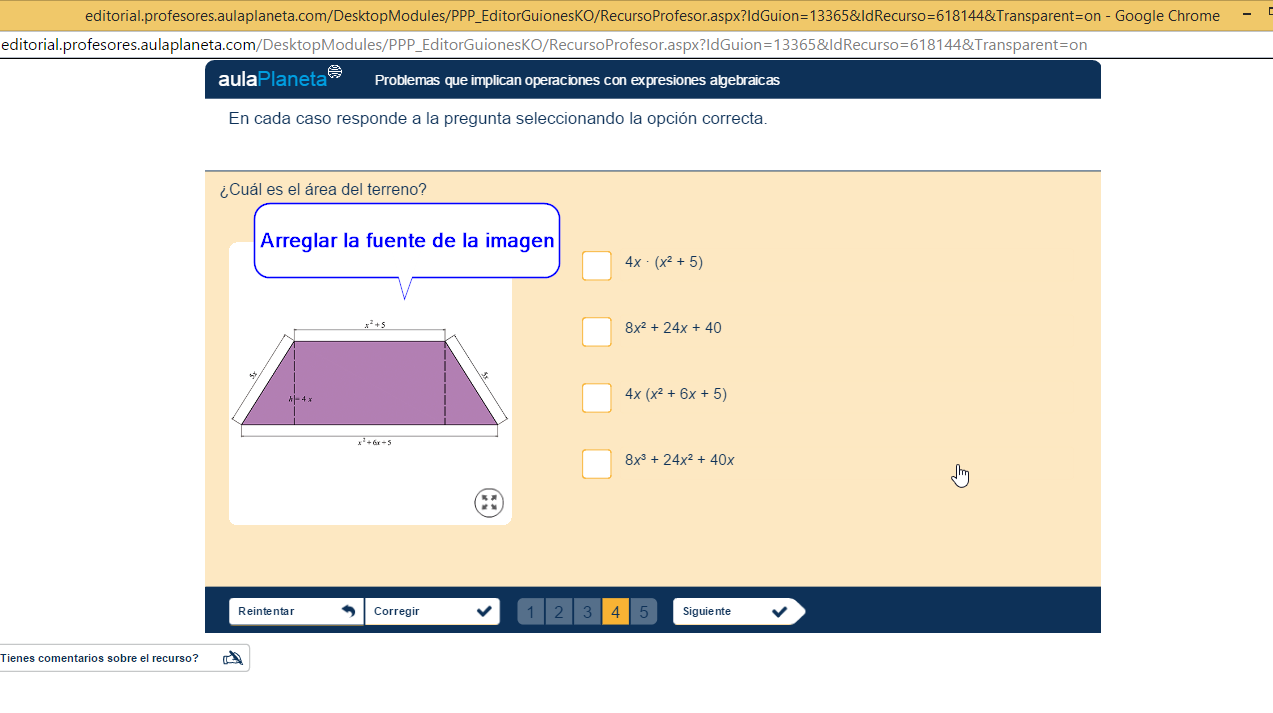 editorial.profesores.aulaplaneta.com/DesktopModules/PPP_EditorGuionesKO/RecursoProfesor.aspx?IdGuion=13365&IdRecurso=618144&Transparent=on - Google Chrome
editorial.profesores.aulaplaneta.com/DesktopModules/PPP_EditorGuionesKO/RecursoProfesor.aspx?IdGuion=13365&IdRecurso=618144&Transparent=on
aulaPlaneta Problemas que implican operaciones con expresiones algebraicas
En cada caso responde a la pregunta seleccionando la opción correcta.
¿Cuál es el área del terreno?
Arreglar la fuente de la imagen
x² + 5
5x
5x
h = 4 x
x² + 6x + 5
4x · (x² + 5)
8x² + 24x + 40
4x (x² + 6x + 5)
8x³ + 24x² + 40x
Reintentar Corregir 1 2 3 4 5 Siguiente
Tienes comentarios sobre el recurso?